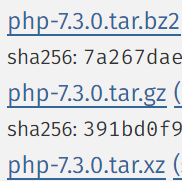 php-7.3.0.tar.bz2
sha256: 7a267dae
php-7.3.0.tar.gz (
sha256: 391bd0f9
php-7.3.0.tar.xz (